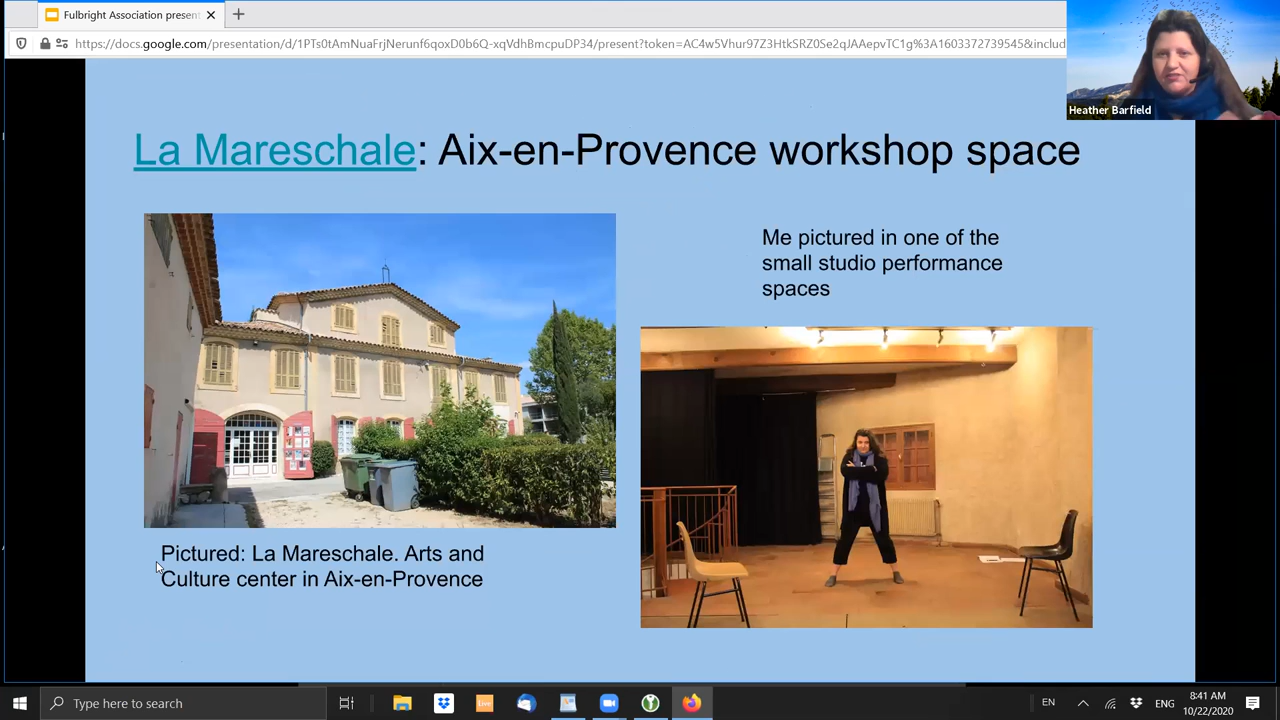 Fulbright Association present
https://docs.google.com/presentation/d/1PTs0tAmNuaFrjNerunf6qoxD0b6Q-xqVdhBmcpuDP34/present?token=AC4w5Vhur97Z3HtkSRZ0Se2qJAAepvTC1g%3A1603372739545&includ
Heather Barfield
La Mareschale: Aix-en-Provence workshop space
Me pictured in one of the
small studio performance
spaces
Pictured: La Mareschale. Arts and
Culture center in Aix-en-Provence
Type here to search
Live
EN
ENG
8:41 AM
10/22/2020